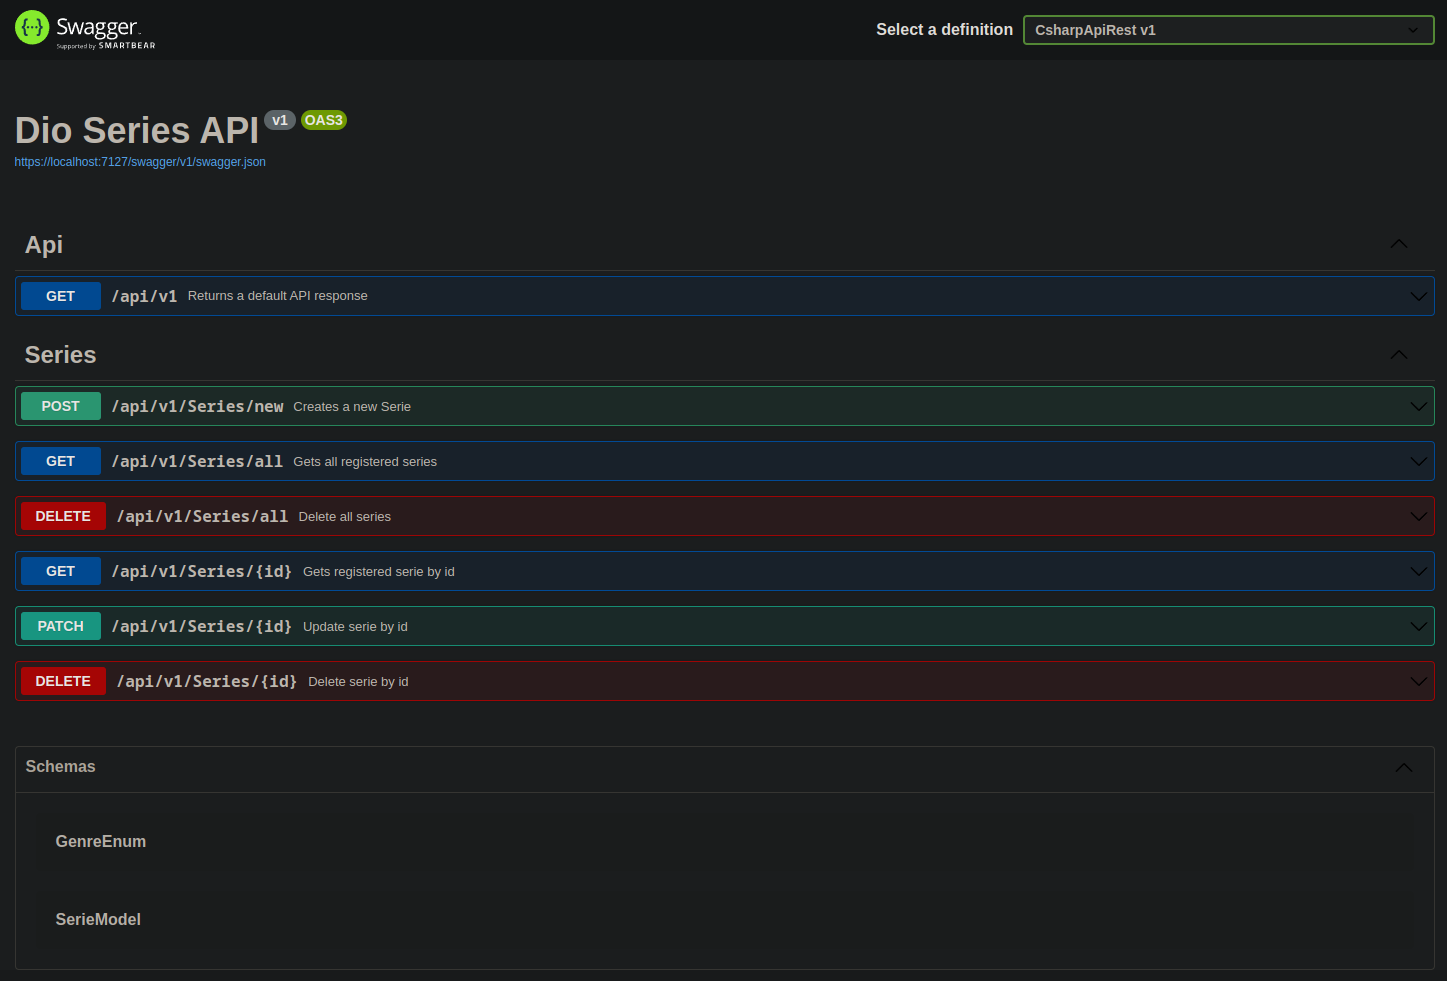 Swagger
Supported by SMARTBEAR
Select a definition
CsharpApiRest v1
Dio Series API v1 OAS3
https://localhost:7127/swagger/v1/swagger.json
Api
GET /api/v1 Returns a default API response
Series
POST /api/v1/Series/new Creates a new Serie
GET /api/v1/Series/all Gets all registered series
DELETE /api/v1/Series/all Delete all series
GET /api/v1/Series/{id} Gets registered serie by id
PATCH /api/v1/Series/{id} Update serie by id
DELETE /api/v1/Series/{id} Delete serie by id
Schemas
GenreEnum
SerieModel